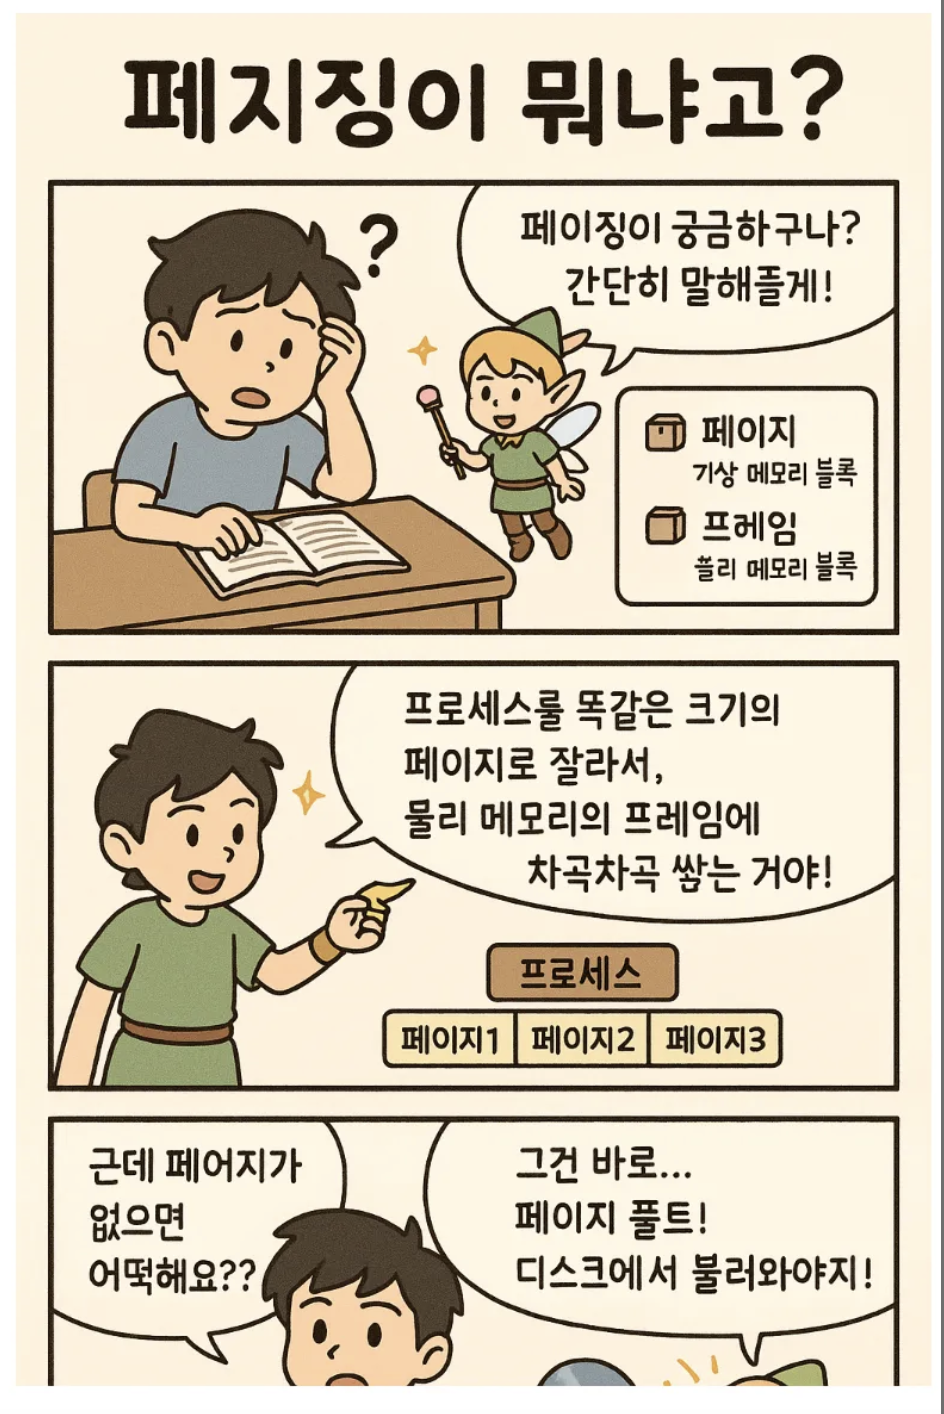 페지징이 뭐냐고?
?
페이징이 궁금하구나?
간단히 말해즐게!
페이지
기상 메모리 블록
프레임
믈리 메모리 블록
프로세스룰 똑같은 크기의
페이지로 잘라서,
물리 메모리의 프레임에
차곡차곡 쌓는 거야!
프로세스
페이지1 페이지2 페이지3
근데 페어지가
없으면
어떡해요??
그건 바로...
페이지 풀트!
디스크에서 불러와야지!